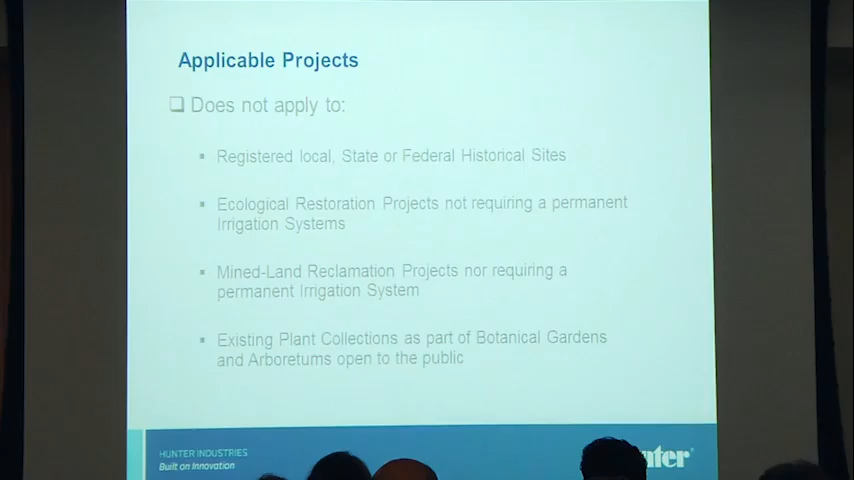 Applicable Projects
❑ Does not apply to:
▪ Registered local, State or Federal Historical Sites
▪ Ecological Restoration Projects not requiring a permanent
Irrigation Systems
▪ Mined-Land Reclamation Projects nor requiring a
permanent Irrigation System
▪ Existing Plant Collections as part of Botanical Gardens
and Arboretums open to the public
HUNTER INDUSTRIES
Built on Innovation